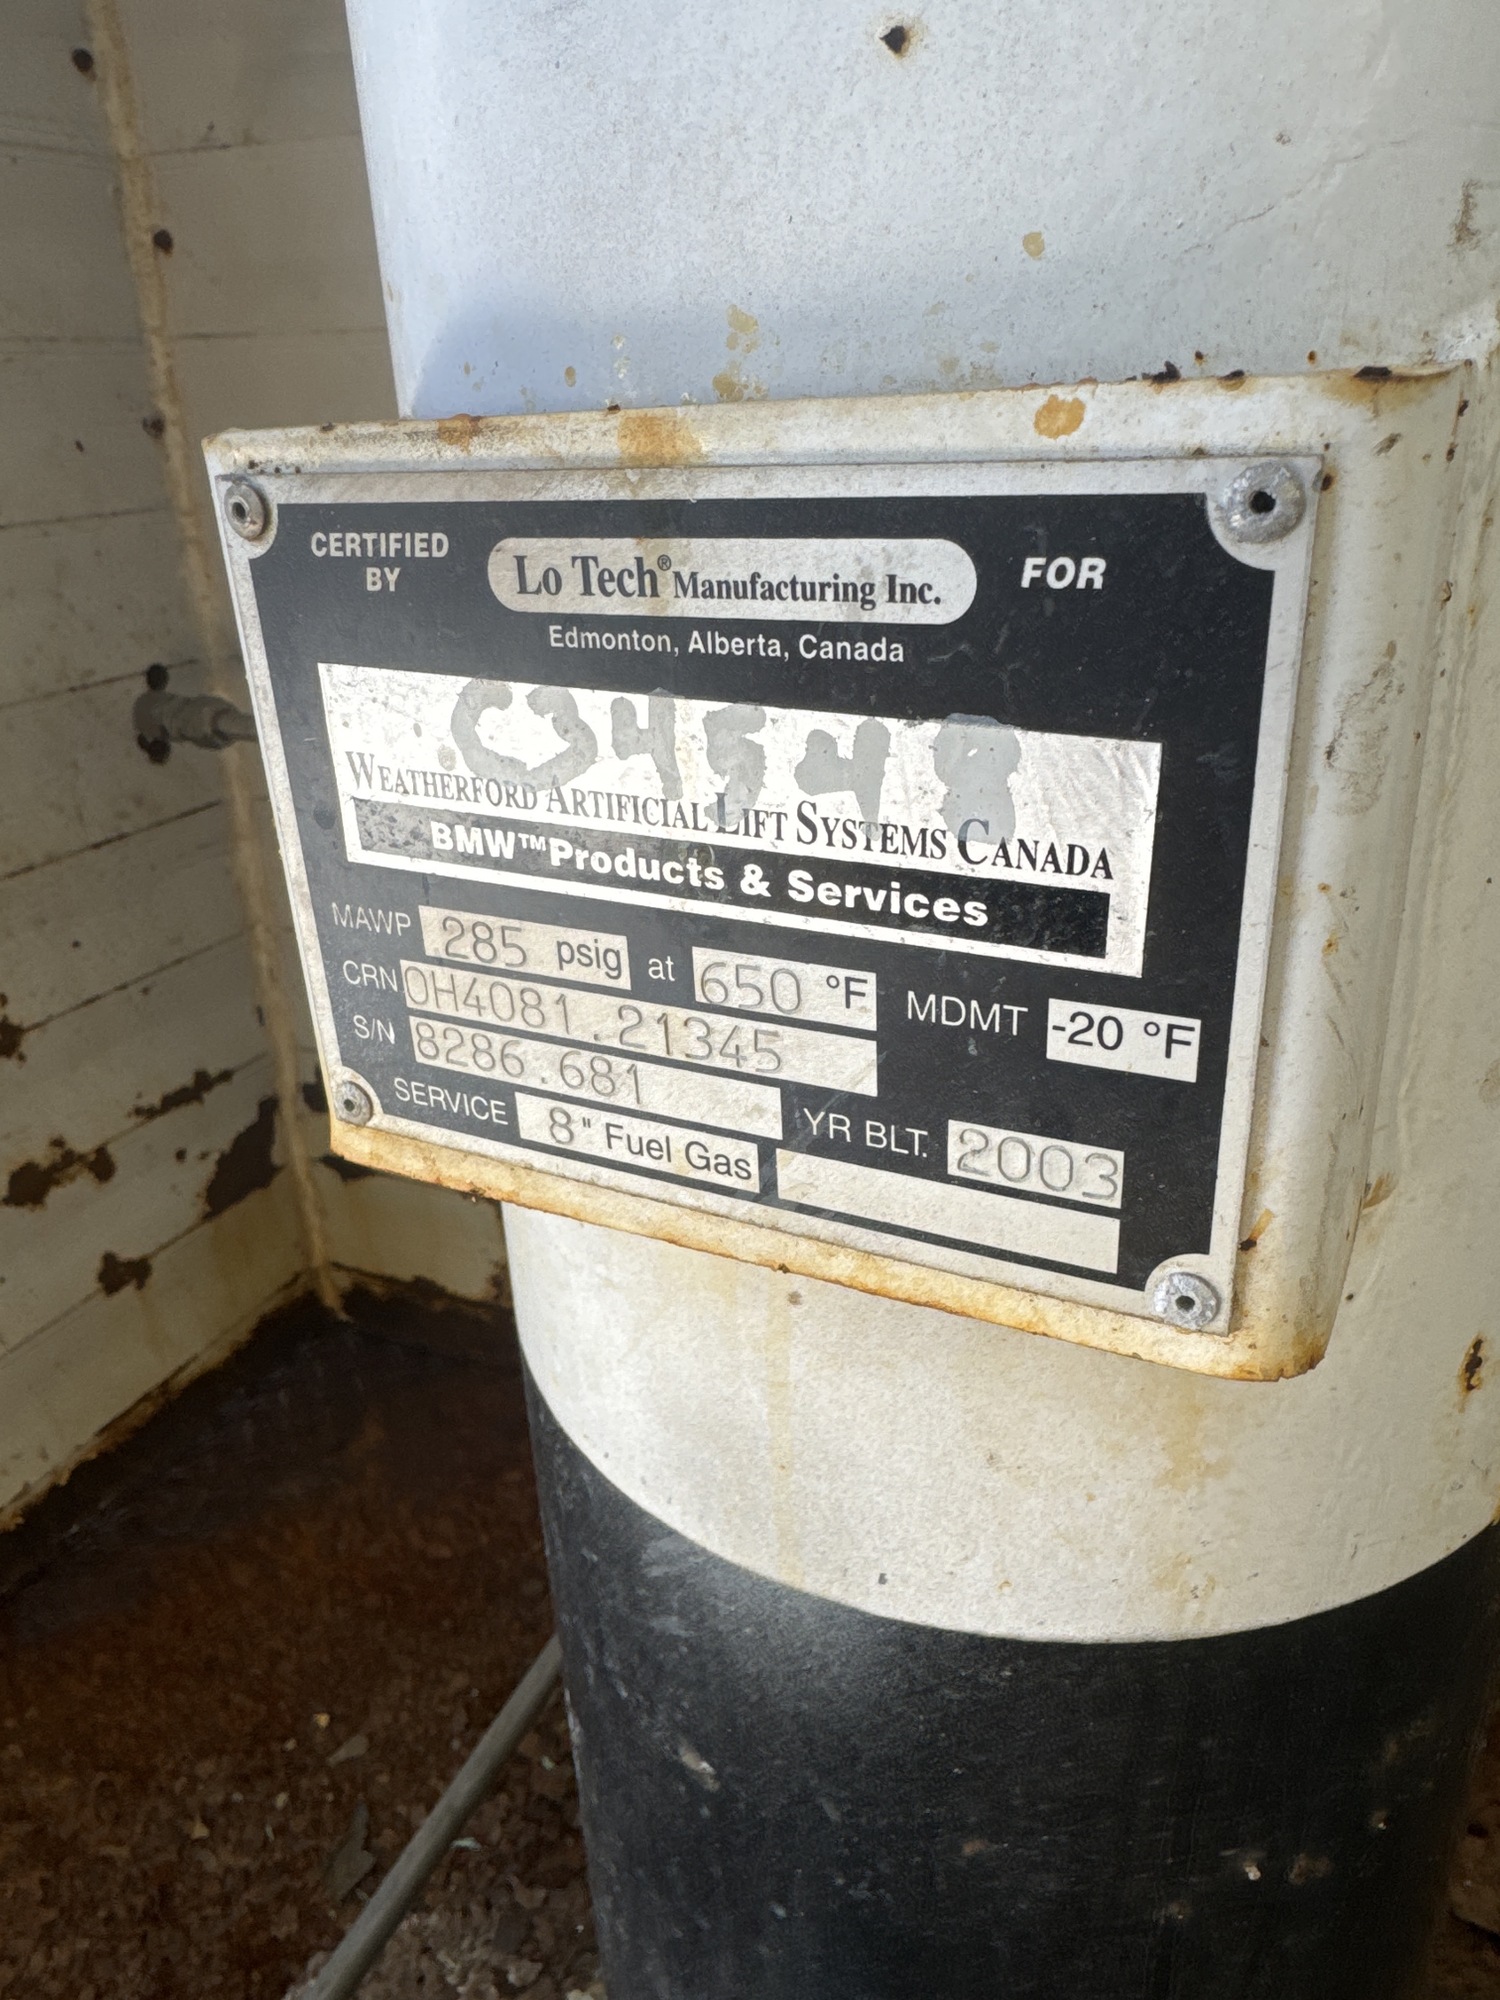 CERTIFIED BY
Lo Tech® Manufacturing Inc.
FOR
Edmonton, Alberta, Canada
WEATHERFORD ARTIFICIAL LIFT SYSTEMS CANADA
BMW™ Products & Services
MAWP 285 psig at 650 °F MDMT -20 °F
CRN 0H4081.21345
S/N 8286.681
SERVICE 8" Fuel Gas YR BLT. 2003